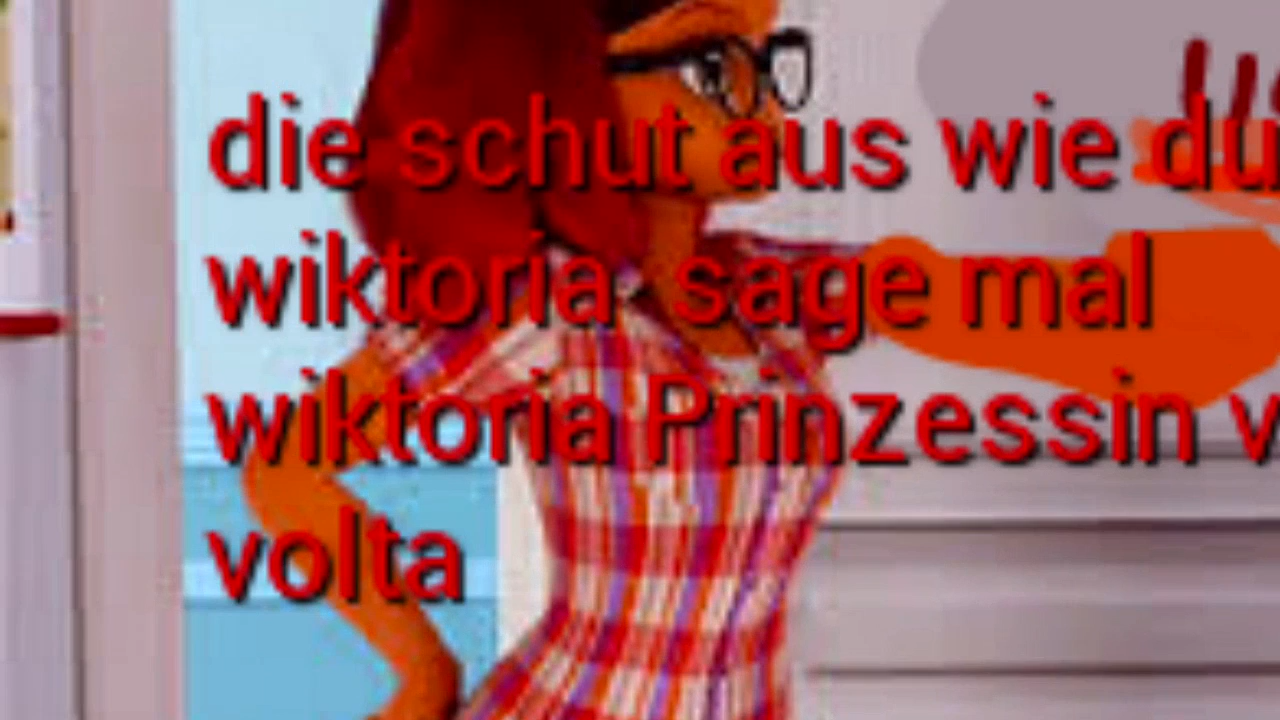 die schut aus wie du
wiktoria sage mal
wiktoria Prinzessin v
volta